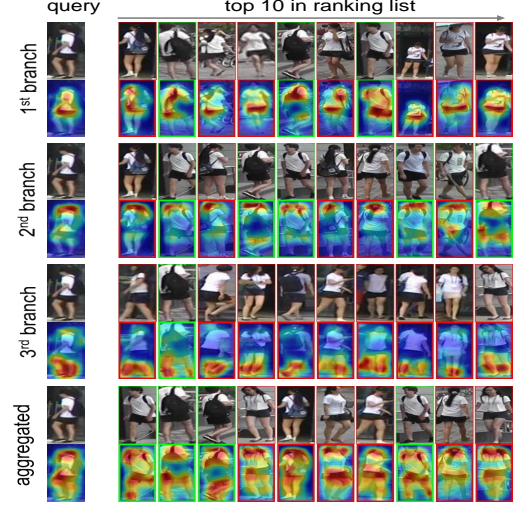 query
top 10 in ranking list
1st branch
2nd branch
3rd branch
aggregated